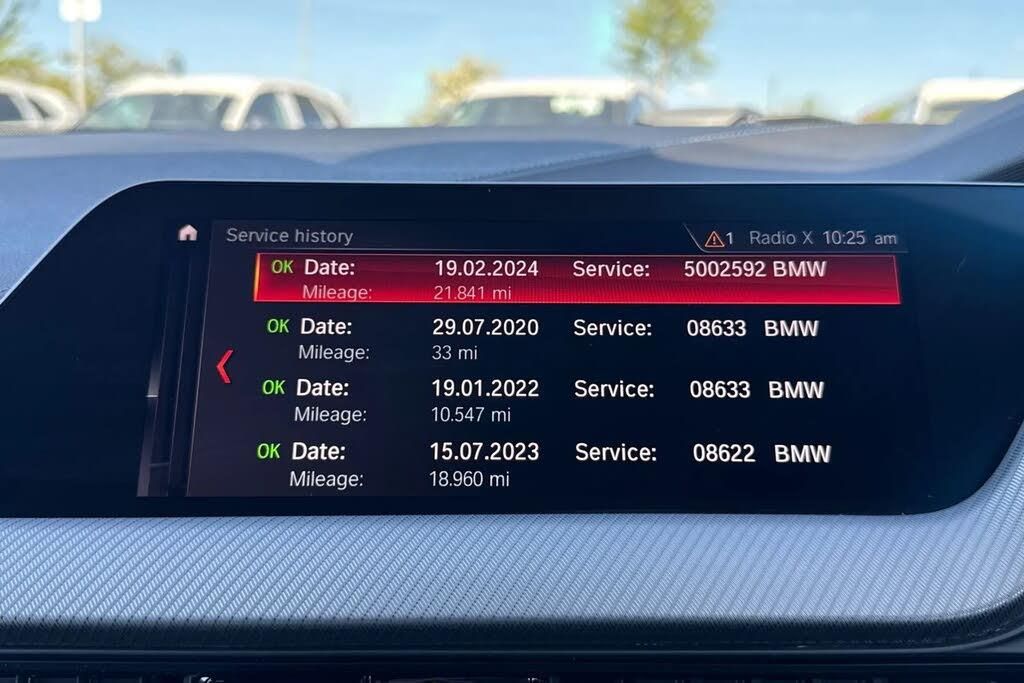 Service history 1 Radio X 10:25 am
OK Date: 19.02.2024 Service: 5002592 BMW
Mileage: 21.841 mi
OK Date: 29.07.2020 Service: 08633 BMW
Mileage: 33 mi
OK Date: 19.01.2022 Service: 08633 BMW
Mileage: 10.547 mi
OK Date: 15.07.2023 Service: 08622 BMW
Mileage: 18.960 mi